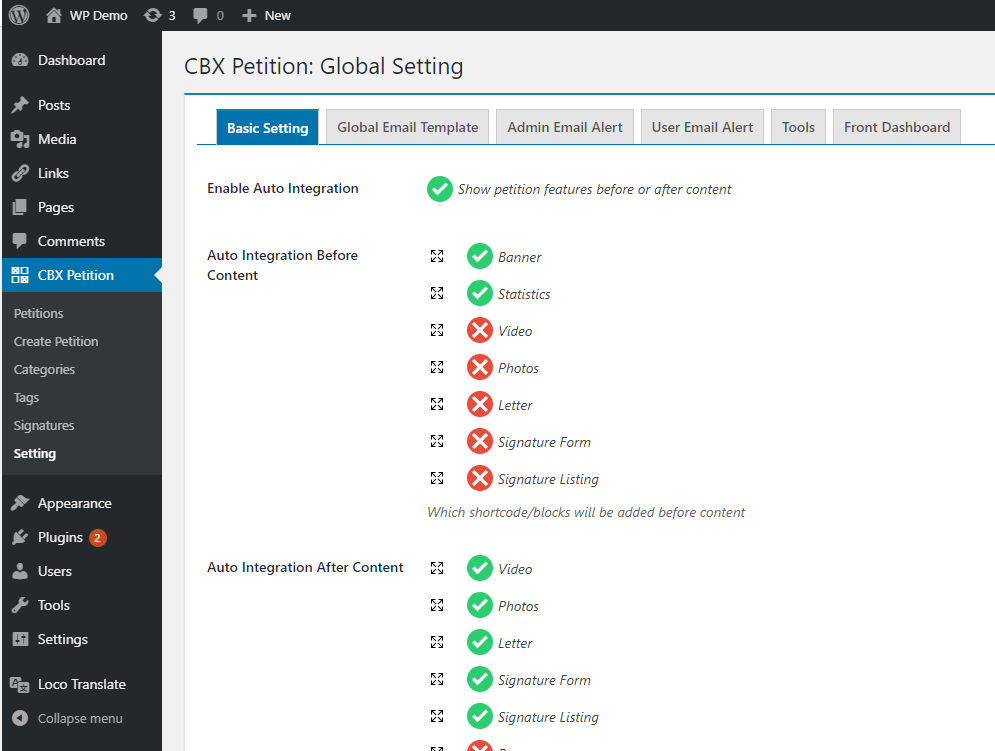 WP Demo 3 0 New
Dashboard
Posts
Media
Links
Pages
Comments
CBX Petition
Petitions
Create Petition
Categories
Tags
Signatures
Setting
Appearance
Plugins 2
Users
Tools
Settings
Loco Translate
Collapse menu
CBX Petition: Global Setting
Basic Setting Global Email Template Admin Email Alert User Email Alert Tools Front Dashboard
Enable Auto Integration Show petition features before or after content
Auto Integration Before
Content
Banner
Statistics
Video
Photos
Letter
Signature Form
Signature Listing
Which shortcode/blocks will be added before content
Auto Integration After Content
Video
Photos
Letter
Signature Form
Signature Listing